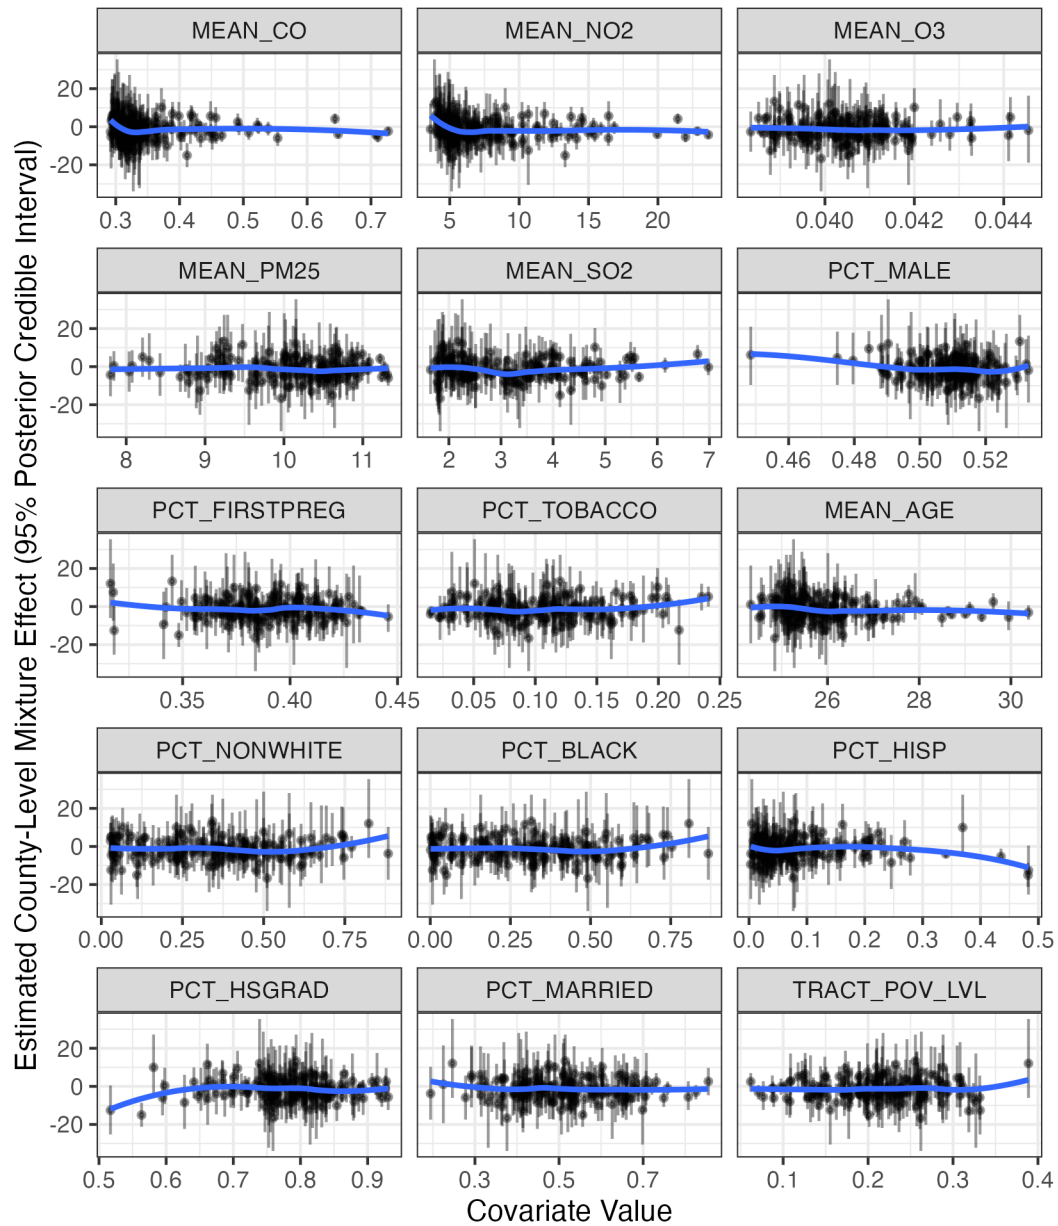 Estimated County-Level Mixture Effect (95% Posterior Credible Interval)
MEAN_CO MEAN_NO2 MEAN_O3
20
0
-20
0.3 0.4 0.5 0.6 0.7 5 10 15 20 0.040 0.042 0.044
MEAN_PM25 MEAN_SO2 PCT_MALE
20
0
-20
8 9 10 11 2 3 4 5 6 7 0.46 0.48 0.50 0.52
PCT_FIRSTPREG PCT_TOBACCO MEAN_AGE
20
0
-20
0.35 0.40 0.45 0.05 0.10 0.15 0.20 0.25 26 28 30
PCT_NONWHITE PCT_BLACK PCT_HISP
20
0
-20
0.00 0.25 0.50 0.75 0.00 0.25 0.50 0.75 0.0 0.1 0.2 0.3 0.4 0.5
PCT_HSGRAD PCT_MARRIED TRACT_POV_LVL
20
0
-20
0.5 0.6 0.7 0.8 0.9 0.3 0.5 0.7 0.1 0.2 0.3 0.4
Covariate Value